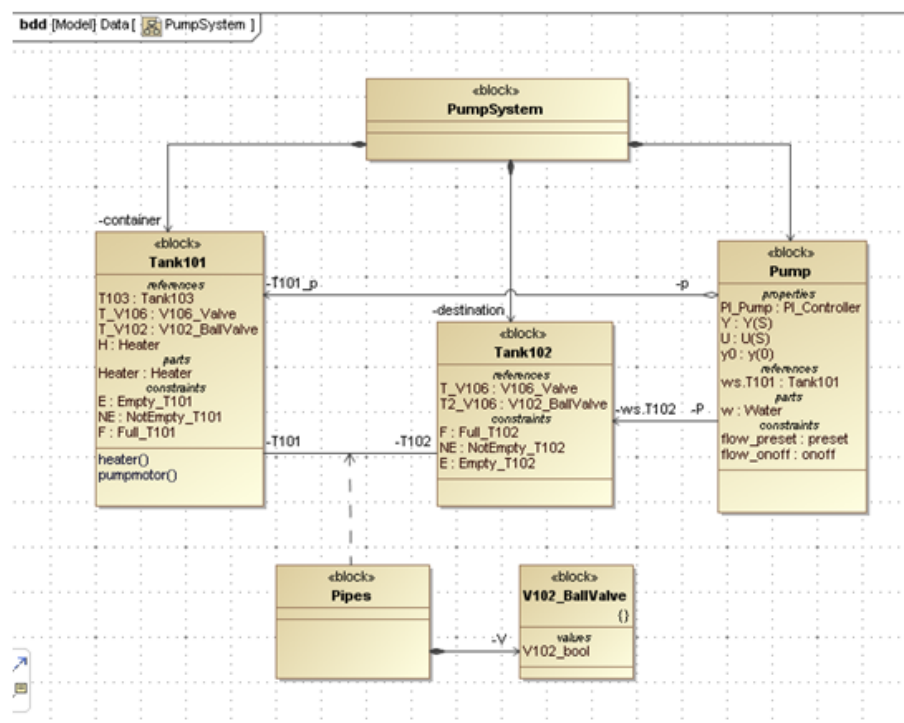 bdd [Model] Data [ PumpSystem ]
«block»
PumpSystem
-container
«block»
Tank101
references
T103 : Tank103
T_V106 : V106_Valve
T_V102 : V102_BallValve
H : Heater
parts
Heater : Heater
constraints
E : Empty_T101
NE : NotEmpty_T101
F : Full_T101
heater()
pumpmotor()
-T101_p
-p
-destination
«block»
Tank102
references
T_V106 : V106_Valve
T2_V106 : V102_BallValve
constraints
F : Full_T102
NE : NotEmpty_T102
E : Empty_T102
«block»
Pump
properties
PI_Pump : PI_Controller
Y : Y(S)
U : U(S)
y0 : y(0)
references
ws.T101 : Tank101
parts
w : Water
constraints
flow_preset : preset
flow_onoff : onoff
-ws.T102
-P
-T101
-T102
«block»
Pipes
-V
«block»
V102_BallValve
{}
values
V102_bool